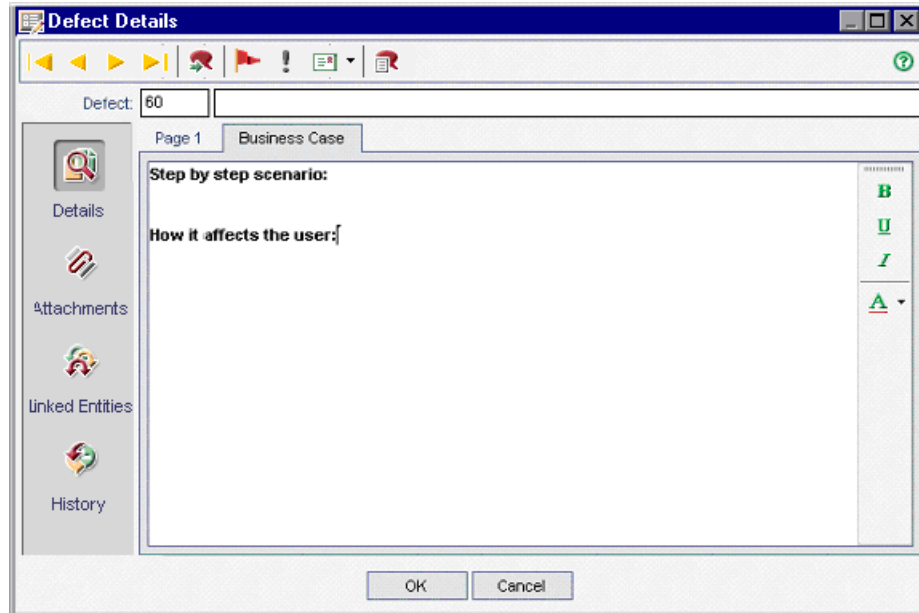 Defect Details
Defect: 60
Page 1 Business Case
Step by step scenario:
How it affects the user:
B
U
I
A
Details
Attachments
Linked Entities
History
OK Cancel